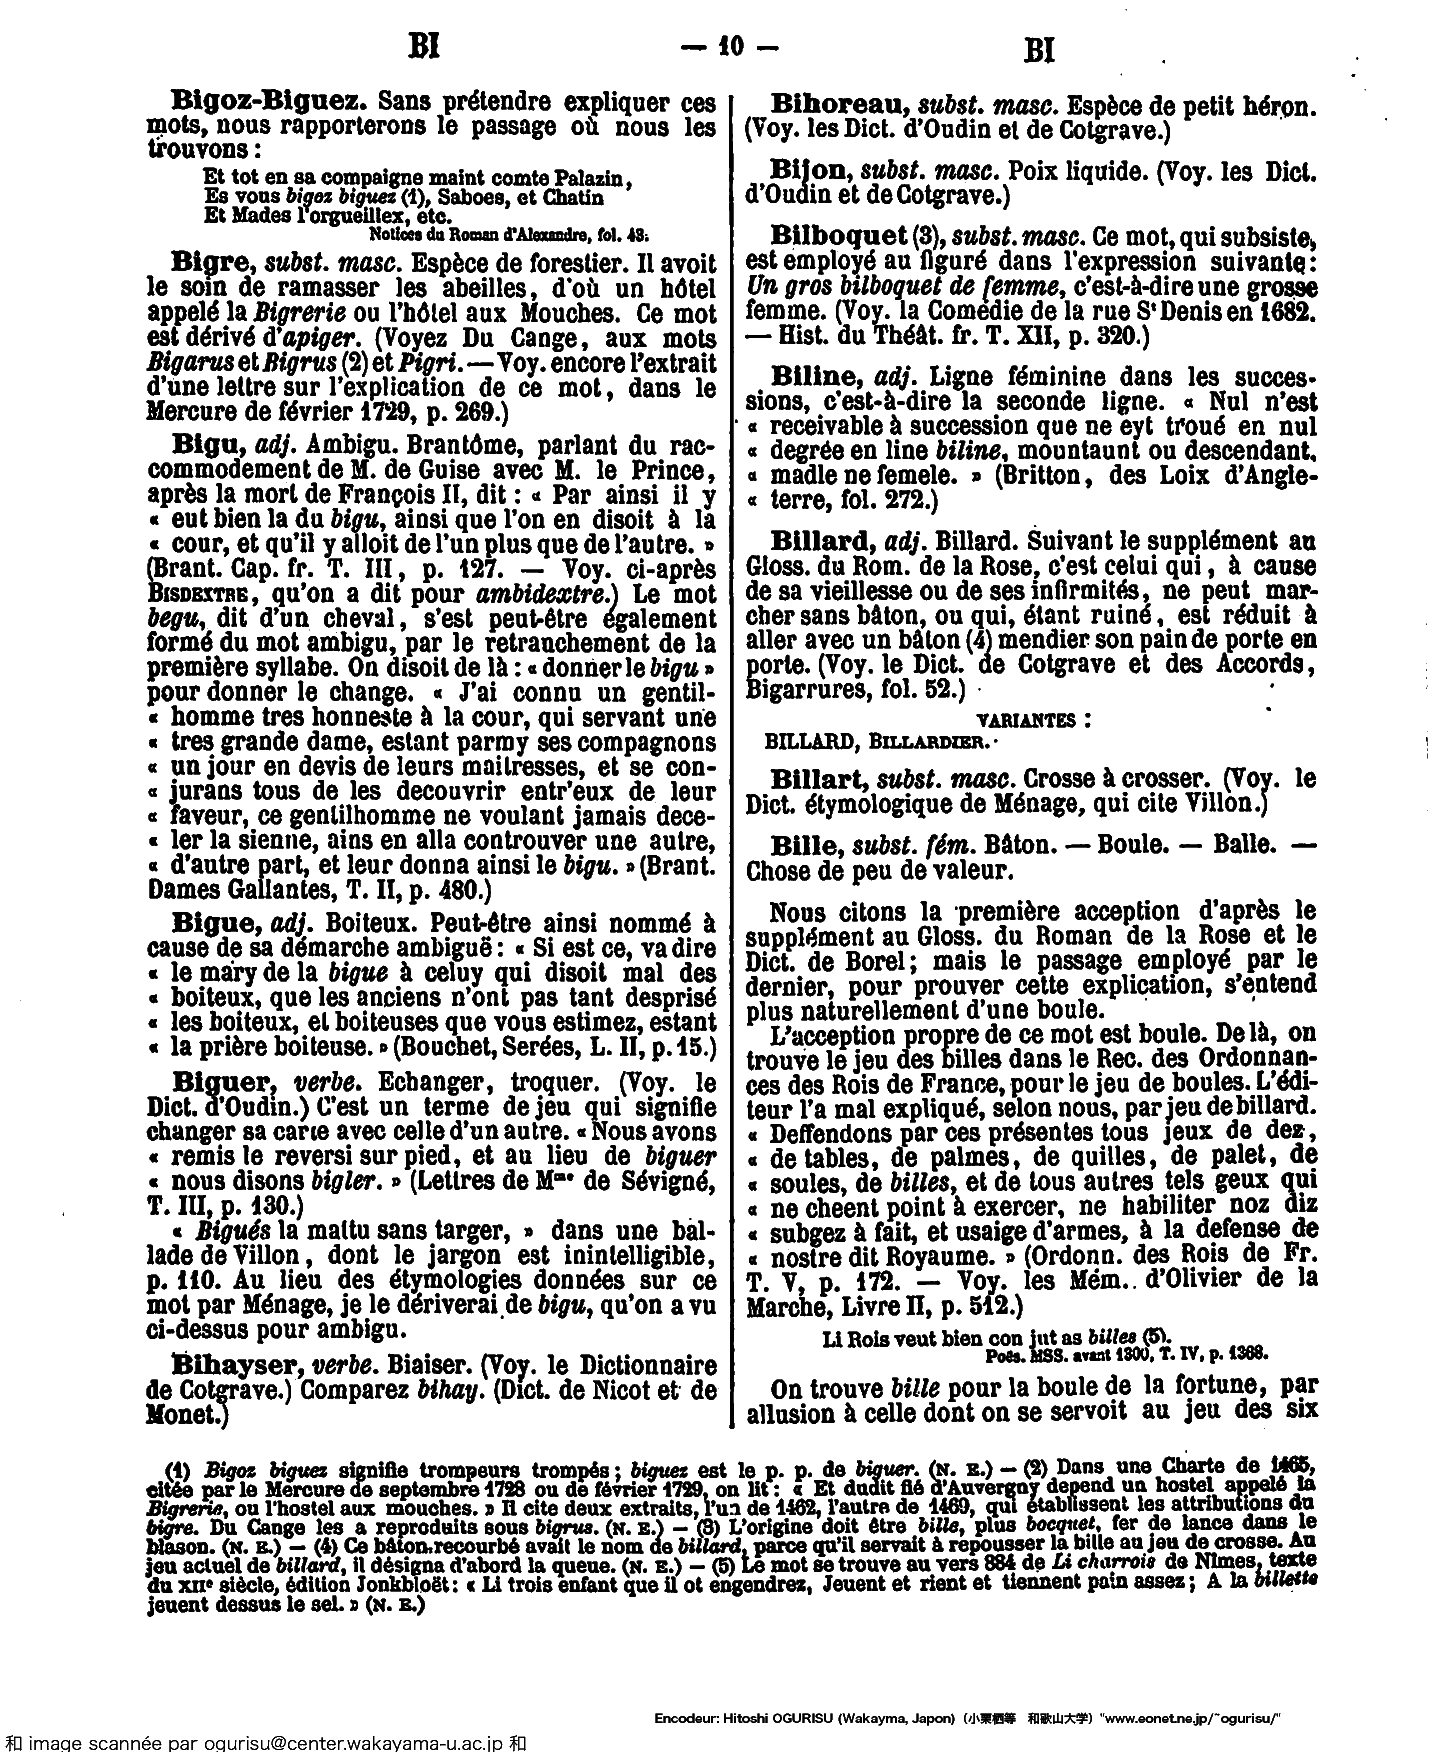 BI
— 10 —
BI
Bigoz-Biguez. Sans prétendre expliquer ces
mots, nous rapporterons le passage où nous les
trouvons :
Et tot en sa compaigne maint comte Palazin,
Es vous bigoz biguez (1), Saboes, et Chatin
Et Mades l'orgueillex, etc.
Notices du Roman d'Alexandre, fol. 43.
Bigre, subst. masc. Espèce de forestier. Il avoit
le soin de ramasser les abeilles, d'où un hôtel
appelé la Bigrerie ou l'hôtel aux Mouches. Ce mot
est dérivé d'apiger. (Voyez Du Cange, aux mots
Bigarus et Bigrus (2) et Pigri. — Voy. encore l'extrait
d'une lettre sur l'explication de ce mot, dans le
Mercure de février 1729, p. 269.)
Bigu, adj. Ambigu. Brantôme, parlant du rac-
commodement de M. de Guise avec M. le Prince,
après la mort de François II, dit : « Par ainsi il y
« eut bien la du bigu, ainsi que l'on en disoit à la
« cour, et qu'il y alloit de l'un plus que de l'autre. »
(Brant. Cap. fr. T. III, p. 127. — Voy. ci-après
BISDEXTRE, qu'on a dit pour ambidextre.) Le mot
begu, dit d'un cheval, s'est peut-être également
formé du mot ambigu, par le retranchement de la
première syllabe. On disoit de là : « donner le bigu »
pour donner le change. « J'ai connu un gentil-
« homme tres honneste à la cour, qui servant une
« tres grande dame, estant parmy ses compagnons
« un jour en devis de leurs maitresses, et se con-
« jurans tous de les decouvrir entr'eux de leur
« faveur, ce gentilhomme ne voulant jamais dece-
« ler la sienne, ains en alla controuver une autre,
« d'autre part, et leur donna ainsi le bigu. » (Brant.
Dames Gallantes, T. II, p. 480.)
Bigue, adj. Boiteux. Peut-être ainsi nommé à
cause de sa démarche ambiguë : « Si est ce, va dire
« le mary de la bigue à celuy qui disoit mal des
« boiteux, que les anciens n'ont pas tant desprisé
« les boiteux, et boiteuses que vous estimez, estant
« la prière boiteuse. » (Bouchet, Serées, L. II, p. 15.)
Biguer, verbe. Echanger, troquer. (Voy. le
Dict. d'Oudin.) C'est un terme de jeu qui signifie
changer sa carte avec celle d'un autre. « Nous avons
« remis le reversi sur pied, et au lieu de biguer
« nous disons bigler. » (Lettres de Mme de Sévigné,
T. III, p. 130.)
« Bigués la mattu sans targer, » dans une bal-
lade de Villon, dont le jargon est inintelligible,
p. 110. Au lieu des étymologies données sur ce
mot par Ménage, je le dériverai de bigu, qu'on a vu
ci-dessus pour ambigu.
Bihayser, verbe. Biaiser. (Voy. le Dictionnaire
de Cotgrave.) Comparez bihay. (Dict. de Nicot et de
Monet.)
Bihoreau, subst. masc. Espèce de petit héron.
(Voy. les Dict. d'Oudin et de Cotgrave.)
Bijon, subst. masc. Poix liquide. (Voy. les Dict.
d'Oudin et de Cotgrave.)
Bilboquet (3), subst. masc. Ce mot, qui subsiste,
est employé au figuré dans l'expression suivante :
Un gros bilboquet de femme, c'est-à-dire une grosse
femme. (Voy. la Comédie de la rue St Denis en 1682.
— Hist. du Théât. fr. T. XII, p. 320.)
Biline, adj. Ligne féminine dans les succes-
sions, c'est-à-dire la seconde ligne. « Nul n'est
« receivable à succession que ne eyt troué en nul
« degrée en line biline, mountaunt ou descendant,
« madle ne femele. » (Britton, des Loix d'Angle-
« terre, fol. 272.)
Billard, adj. Billard. Suivant le supplément au
Gloss. du Rom. de la Rose, c'est celui qui, à cause
de sa vieillesse ou de ses infirmités, ne peut mar-
cher sans bâton, ou qui, étant ruiné, est réduit à
aller avec un bâton (4) mendier son pain de porte en
porte. (Voy. le Dict. de Cotgrave et des Accords,
Bigarrures, fol. 52.)
VARIANTES :
BILLARD, BILLARDIER.
Billart, subst. masc. Crosse à crosser. (Voy. le
Dict. étymologique de Ménage, qui cite Villon.)
Bille, subst. fém. Bâton. — Boule. — Balle. —
Chose de peu de valeur.
Nous citons la première acception d'après le
supplément au Gloss. du Roman de la Rose et le
Dict. de Borel ; mais le passage employé par le
dernier, pour prouver cette explication, s'entend
plus naturellement d'une boule.
L'acception propre de ce mot est boule. De là, on
trouve le jeu des billes dans le Rec. des Ordonnan-
ces des Rois de France, pour le jeu de boules. L'édi-
teur l'a mal expliqué, selon nous, par jeu de billard.
« Deffendons par ces présentes tous jeux de dez,
« de tables, de palmes, de quilles, de palet, de
« soules, de billes, et de tous autres tels geux qui
« ne cheent point à exercer, ne habiliter noz diz
« subgez à fait, et usaige d'armes, à la defense de
« nostre dit Royaume. » (Ordonn. des Rois de Fr.
T. V, p. 172. — Voy. les Mém. d'Olivier de la
Marche, Livre II, p. 512.)
Li Rois veut bien con jut as billes (5).
Poës. MSS. avant 1300, T. IV, p. 1368.
On trouve bille pour la boule de la fortune, par
allusion à celle dont on se servoit au jeu des six
(1) Bigoz biguez signifie trompeurs trompés ; biguez est le p. p. de biguer. (N. E.) — (2) Dans une Charte de 1465,
citée par le Mercure de septembre 1728 ou de février 1729, on lit : « Et dudit fié d'Auvergny depend un hostel appelé la
Bigrerie, ou l'hostel aux mouches. » Il cite deux extraits, l'un de 1462, l'autre de 1469, qui établissent les attributions du
bigre. Du Cange les a reproduits sous bigrus. (N. E.) — (3) L'origine doit être bille, plus bocquet, fer de lance dans le
blason. (N. E.) — (4) Ce bâton recourbé avait le nom de billard, parce qu'il servait à repousser la bille au jeu de crosse. Au
jeu actuel de billard, il désigna d'abord la queue. (N. E.) — (5) Le mot se trouve au vers 884 de Li charrois de Nîmes, texte
du XIIe siècle, édition Jonkbloët : « Li trois enfant que il ot engendrez, Jeuent et rient et tiennent pain assez ; A la billette
jeuent dessus le sel. » (N. E.)
Encodeur: Hitoshi OGURISU (Wakayma, Japon) (小栗栖等 和歌山大学) "www.eonet.ne.jp/~ogurisu/"
和 image scannée par ogurisu@center.wakayama-u.ac.jp 和